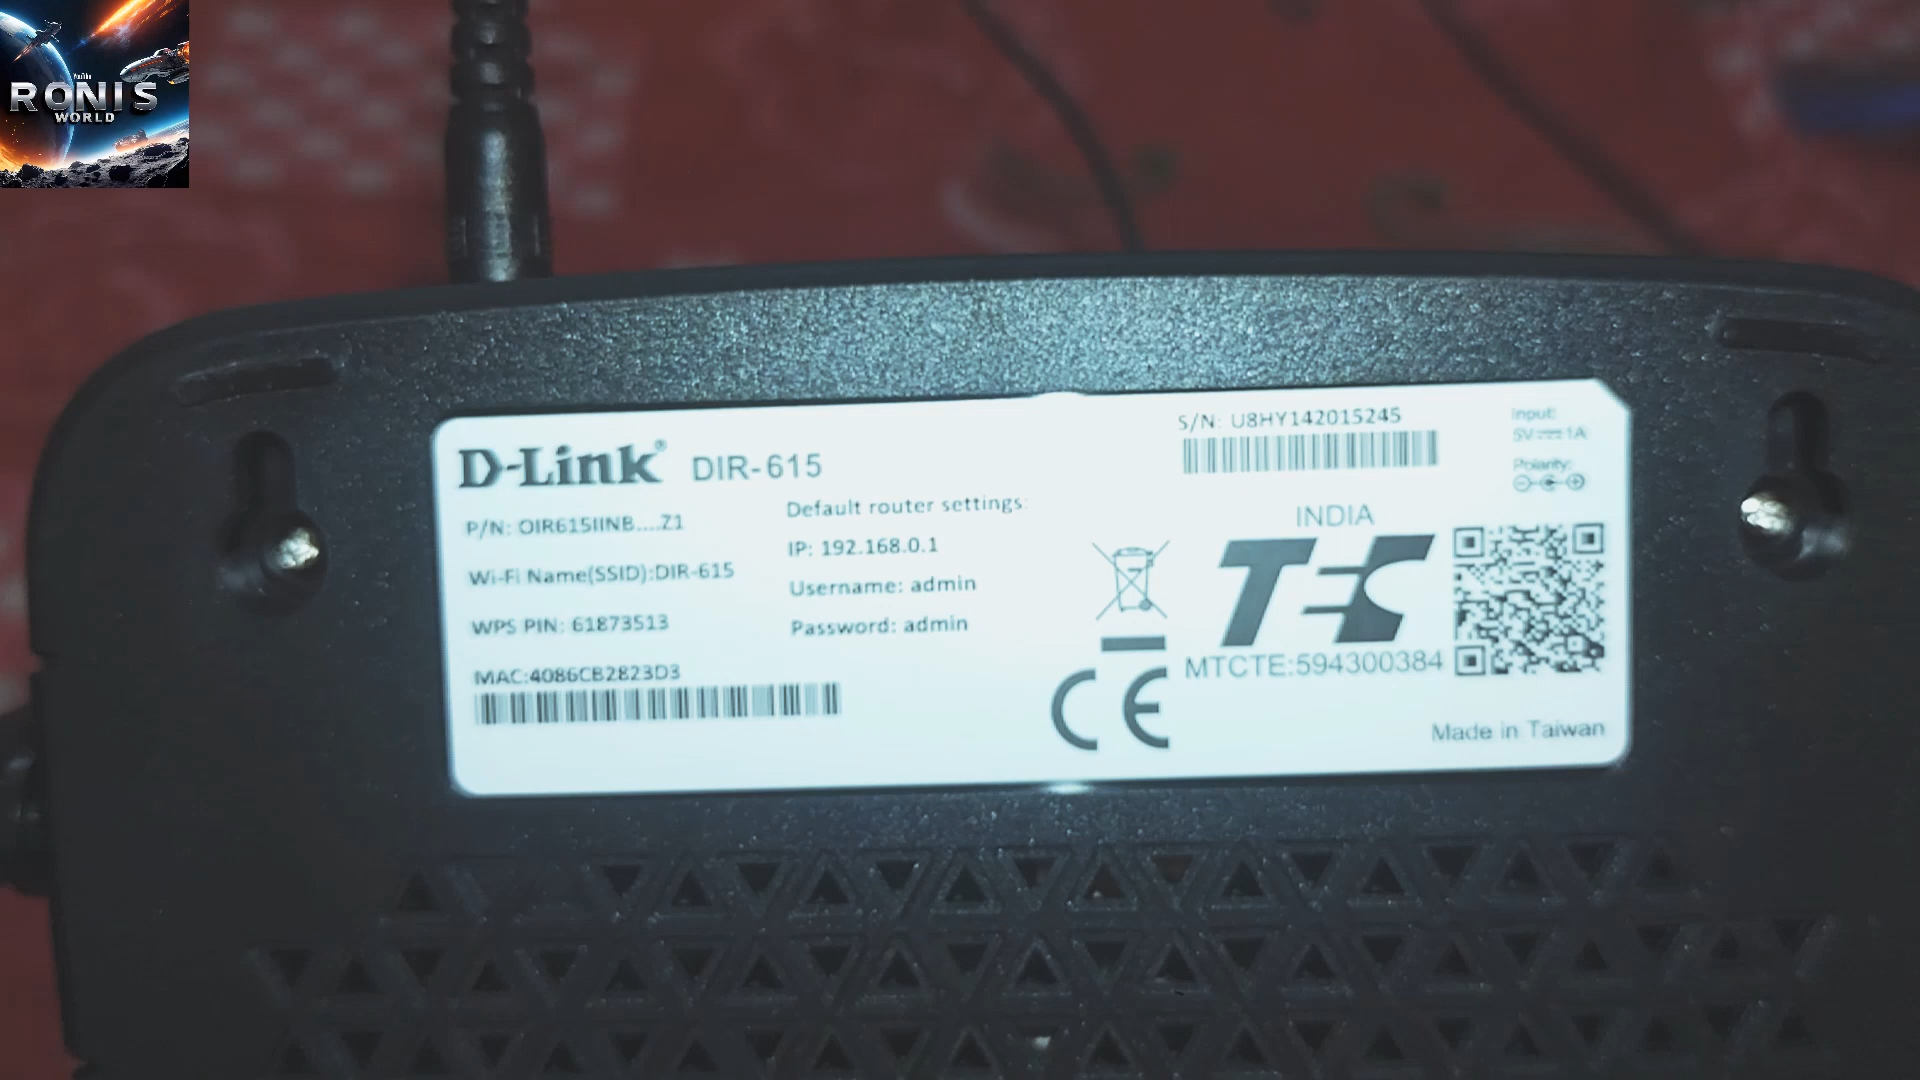 YouTube
RONIS
WORLD
D-Link® DIR-615
P/N: OIR615IINB....Z1
Wi-Fi Name(SSID):DIR-615
WPS PIN: 61873513
MAC:4086CB2823D3
Default router settings:
IP: 192.168.0.1
Username: admin
Password: admin
S/N: U8HY142015245
Input:
5V 1A
Polarity:
INDIA
TEC
MTCTE:594300384
CE
Made in Taiwan